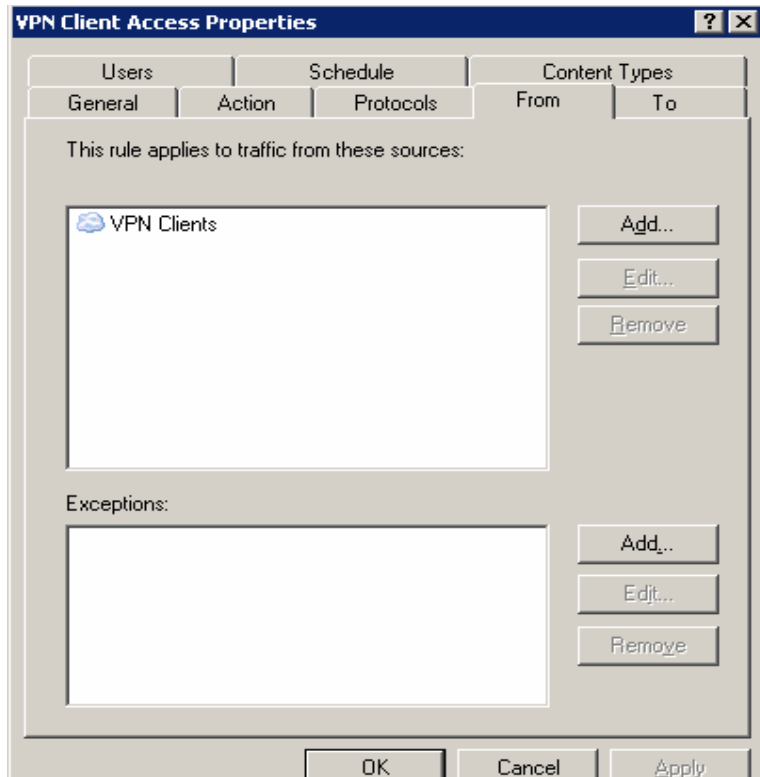 VPN Client Access Properties
Users Schedule Content Types
General Action Protocols From To
This rule applies to traffic from these sources:
VPN Clients
Add...
Edit...
Remove
Exceptions:
Add...
Edit...
Remove
OK Cancel Apply